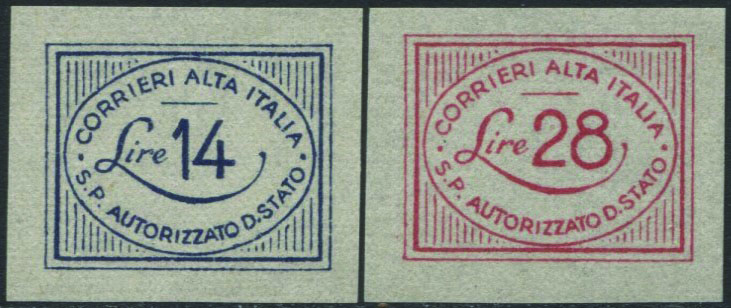 CORRIERI ALTA ITALIA
Lire 14
S.P. AUTORIZZATO D. STATO
CORRIERI ALTA ITALIA
Lire 28
S.P. AUTORIZZATO D. STATO